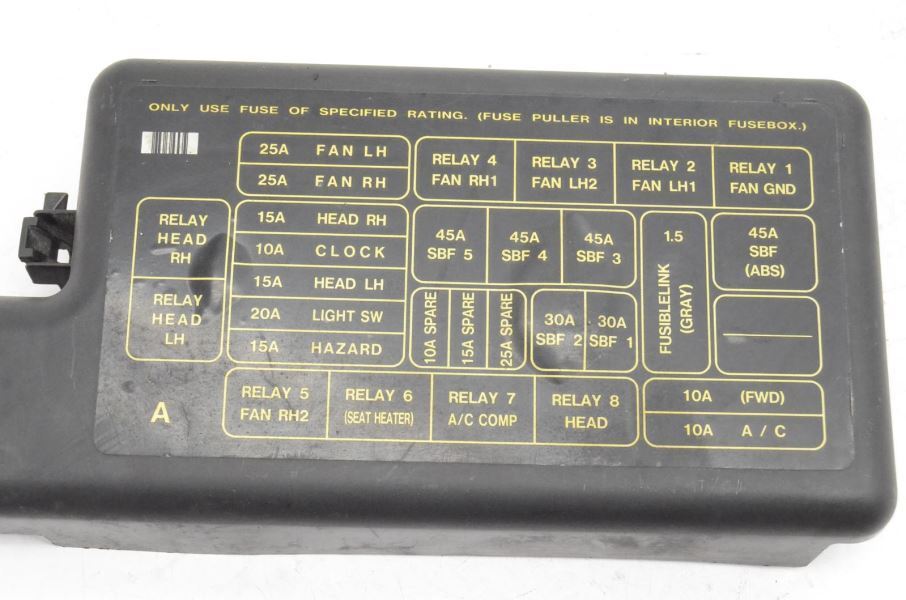 ONLY USE FUSE OF SPECIFIED RATING. (FUSE PULLER IS IN INTERIOR FUSEBOX.)
25A FAN LH
25A FAN RH
RELAY 4
FAN RH1
RELAY 3
FAN LH2
RELAY 2
FAN LH1
RELAY 1
FAN GND
RELAY
HEAD
RH
RELAY
HEAD
LH
15A HEAD RH
10A CLOCK
15A HEAD LH
20A LIGHT SW
15A HAZARD
45A
SBF 5
45A
SBF 4
45A
SBF 3
1.5
FUSIBLELINK
(GRAY)
45A
SBF
(ABS)
10A SPARE
15A SPARE
25A SPARE
30A
SBF 2
30A
SBF 1
A
RELAY 5
FAN RH2
RELAY 6
(SEAT HEATER)
RELAY 7
A/C COMP
RELAY 8
HEAD
10A (FWD)
10A A / C